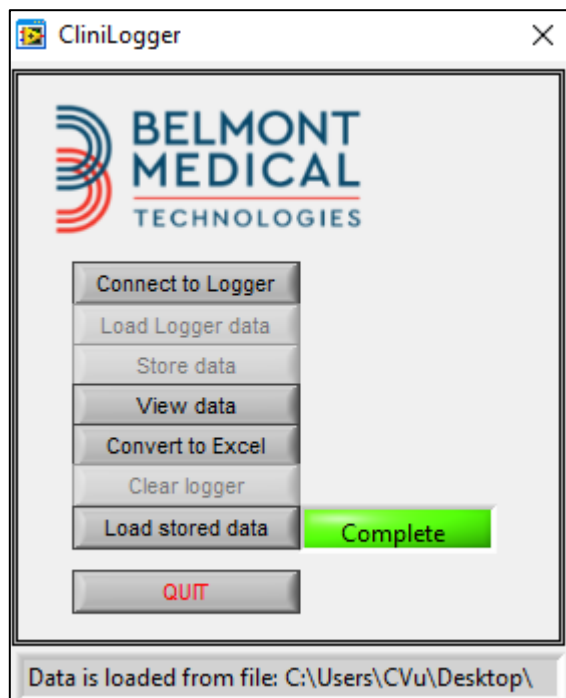 CliniLogger
BELMONT
MEDICAL
TECHNOLOGIES
Connect to Logger
Load Logger data
Store data
View data
Convert to Excel
Clear logger
Load stored data
Complete
QUIT
Data is loaded from file: C:\Users\CVu\Desktop\